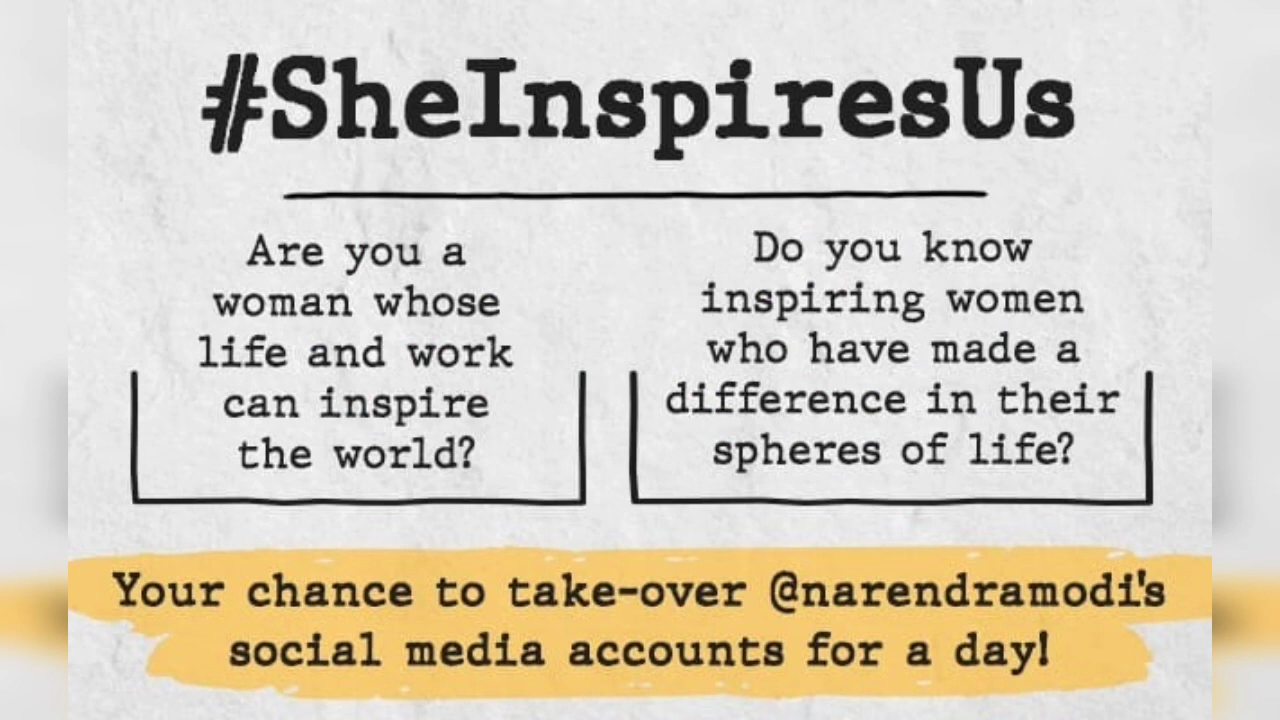 #SheInspiresUs
Are you a
woman whose
life and work
can inspire
the world?
Do you know
inspiring women
who have made a
difference in their
spheres of life?
Your chance to take-over @narendramodi's
social media accounts for a day!